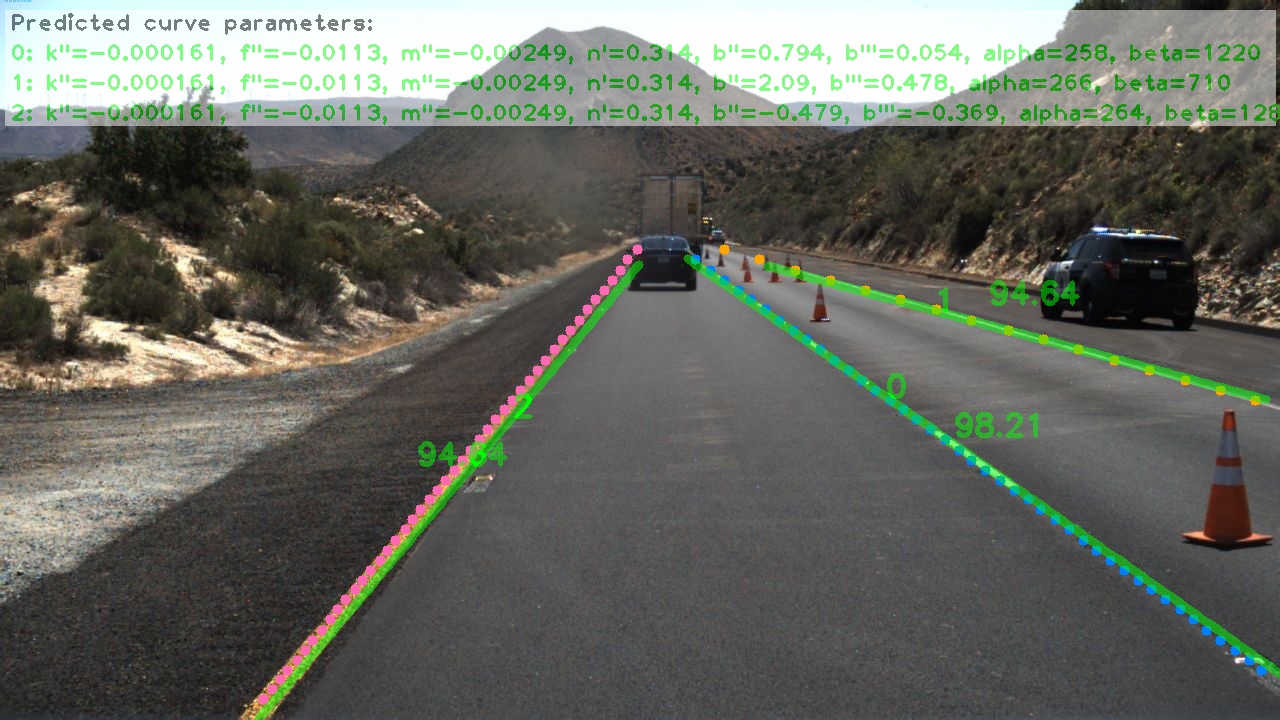 Predicted curve parameters:
0: k''=-0.000161, f''=-0.0113, m''=-0.00249, n'=0.314, b''=0.794, b'''=0.054, alpha=258, beta=1220
1: k''=-0.000161, f''=-0.0113, m''=-0.00249, n'=0.314, b''=2.09, b'''=0.478, alpha=266, beta=710
2: k''=-0.000161, f''=-0.0113, m''=-0.00249, n'=0.314, b''=-0.479, b'''=-0.369, alpha=264, beta=128
1 94.64
0
98.21
2
94.64